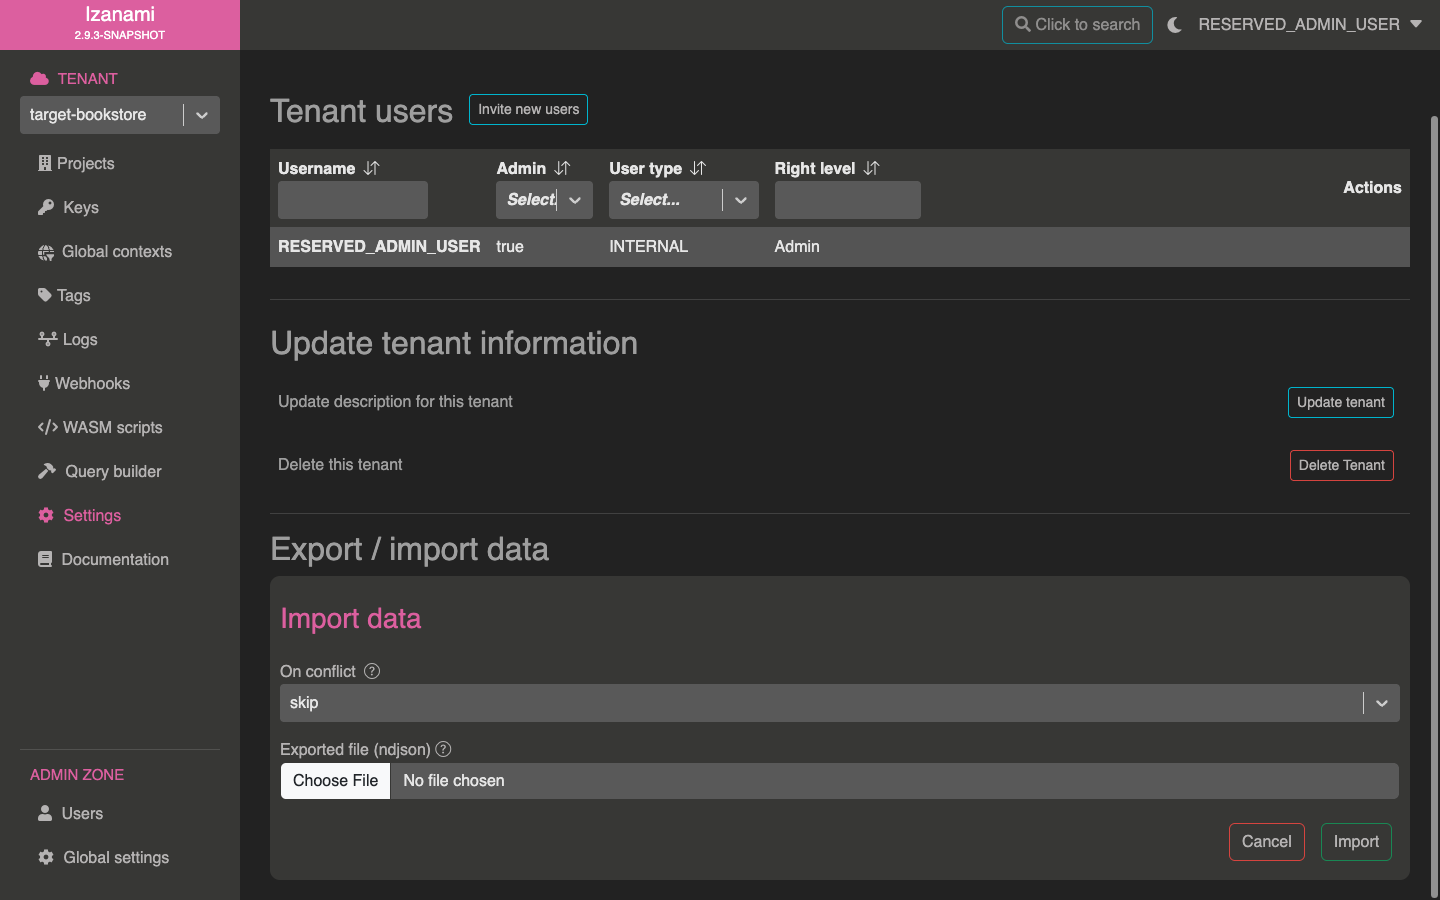 Izanami
2.9.3-SNAPSHOT
Click to search
RESERVED_ADMIN_USER
TENANT
target-bookstore
Projects
Keys
Global contexts
Tags
Logs
Webhooks
WASM scripts
Query builder
Settings
Documentation
ADMIN ZONE
Users
Global settings
Tenant users
Invite new users
Username
Admin
User type
Right level
Actions
Select...
Select...
RESERVED_ADMIN_USER true INTERNAL Admin
Update tenant information
Update description for this tenant
Update tenant
Delete this tenant
Delete Tenant
Export / import data
Import data
On conflict
skip
Exported file (ndjson)
Choose File No file chosen
Cancel
Import